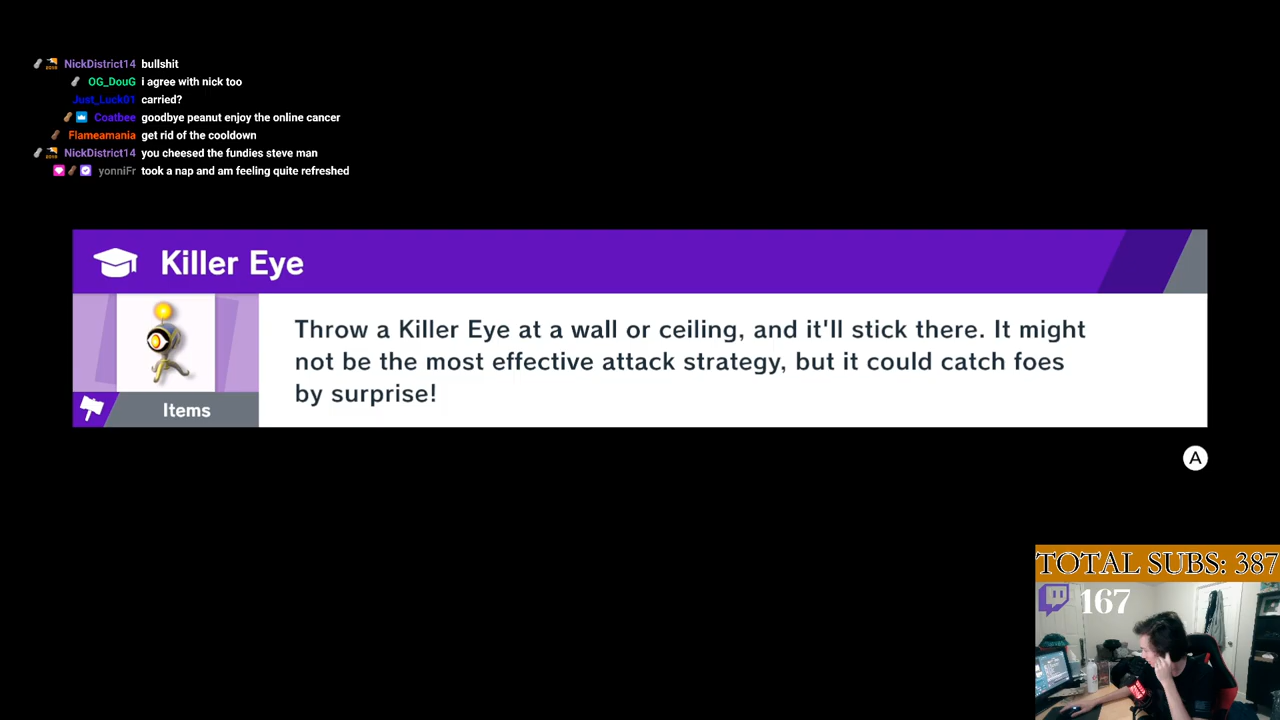 NickDistrict14 bullshit
OG_DouG i agree with nick too
Just_Luck01 carried?
Coatbee goodbye peanut enjoy the online cancer
Flameamania get rid of the cooldown
NickDistrict14 you cheesed the fundies steve man
yonniFr took a nap and am feeling quite refreshed
Killer Eye
Throw a Killer Eye at a wall or ceiling, and it'll stick there. It might
not be the most effective attack strategy, but it could catch foes
by surprise!
Items
A
TOTAL SUBS: 387
167